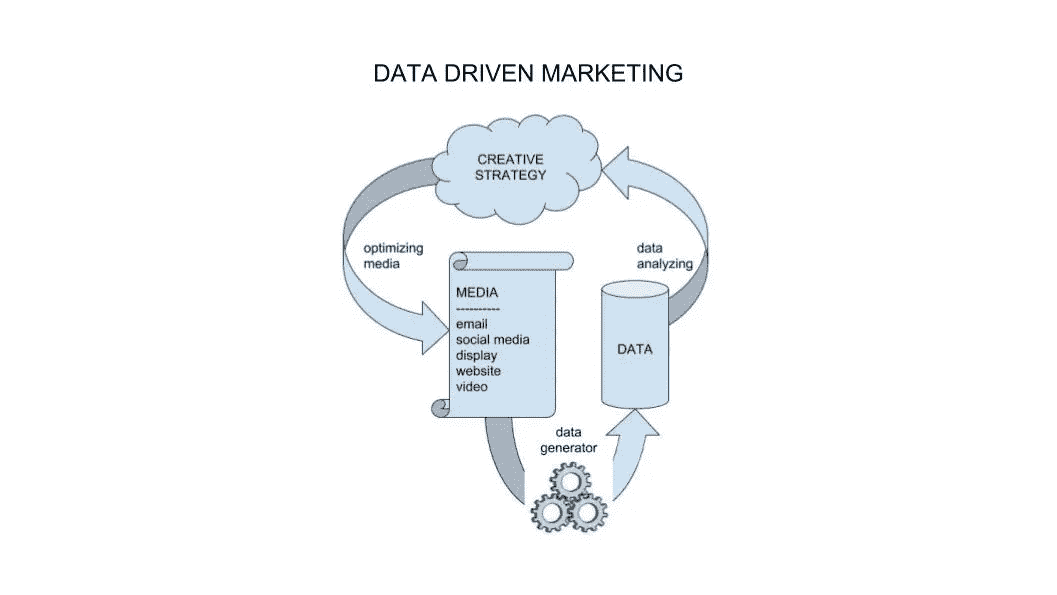 DATA DRIVEN MARKETING
CREATIVE
STRATEGY
optimizing
media
data
analyzing
MEDIA
----------
email
social media
display
website
video
DATA
data
generator